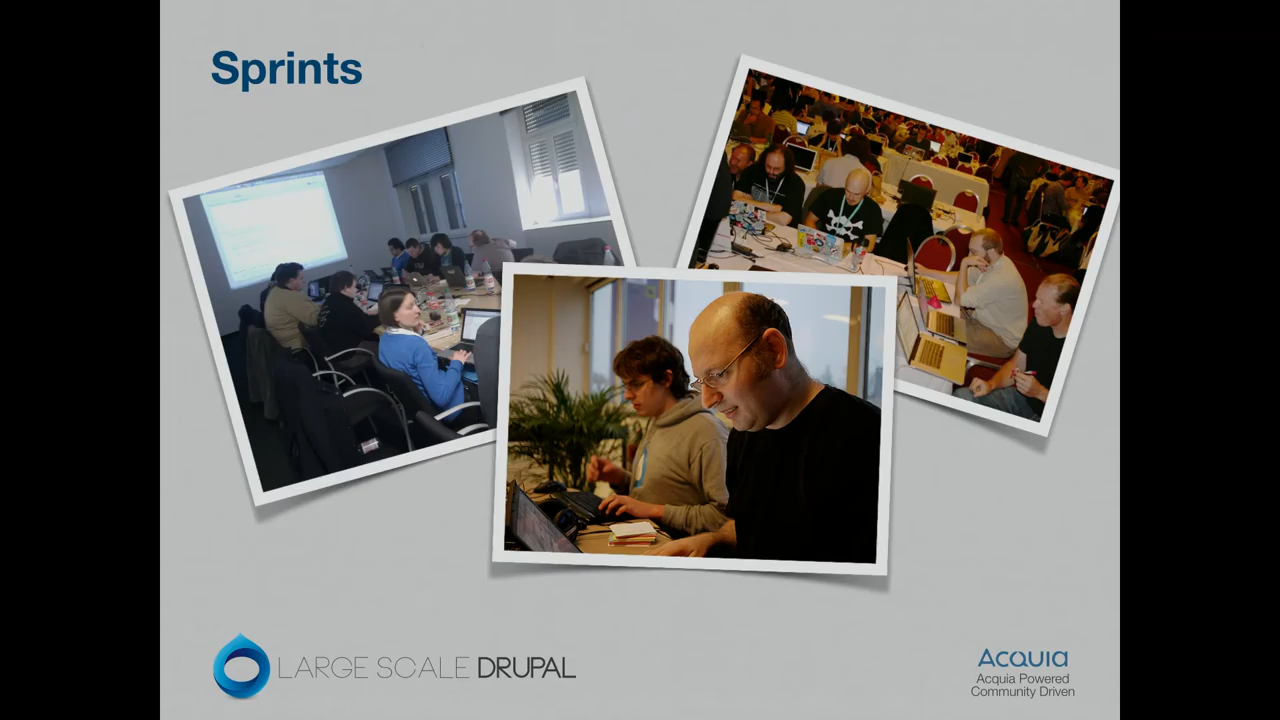 Sprints
LARGE SCALE DRUPAL
Acquia
Acquia Powered
Community Driven